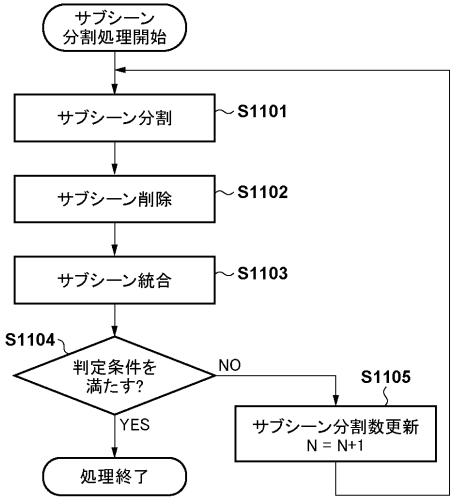 サブシーン
分割処理開始
サブシーン分割
S1101
サブシーン削除
S1102
サブシーン統合
S1103
S1104
判定条件を
満たす?
NO
YES
S1105
サブシーン分割数更新
N = N+1
処理終了